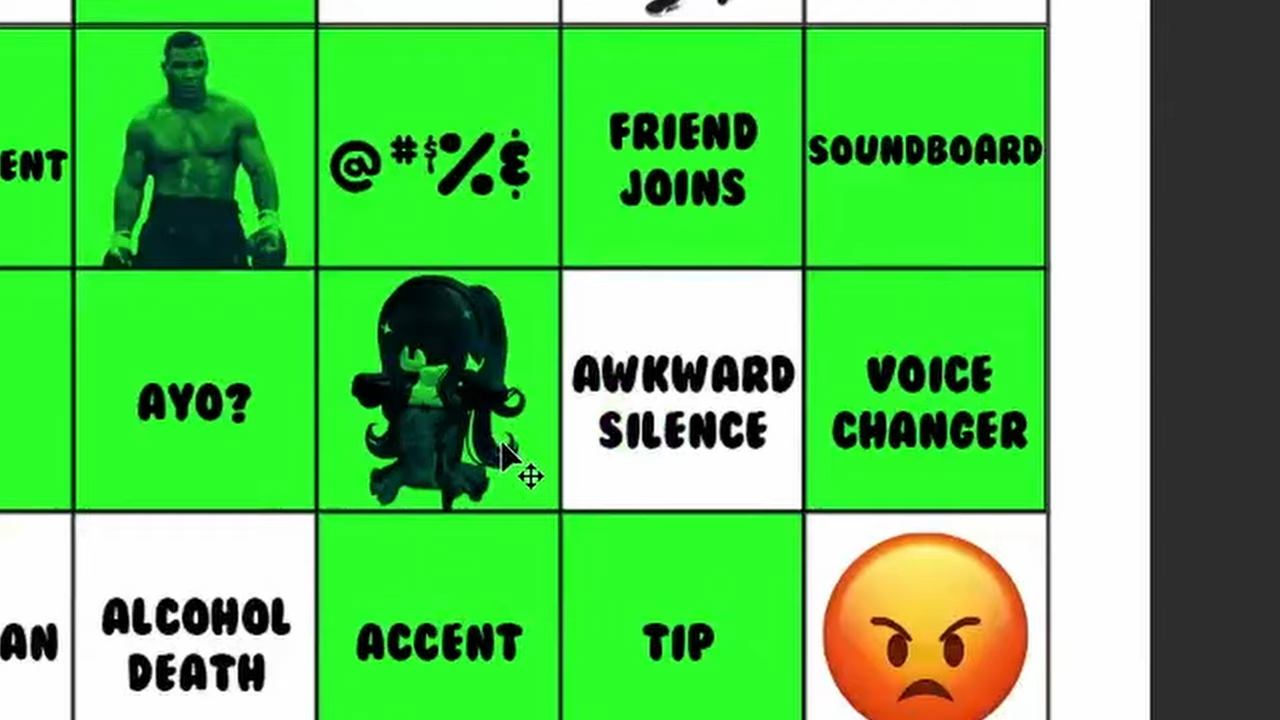 ENT
@#$%&
FRIEND
JOINS
SOUNDBOARD
AYO?
AWKWARD
SILENCE
VOICE
CHANGER
AN
ALCOHOL
DEATH
ACCENT
TIP